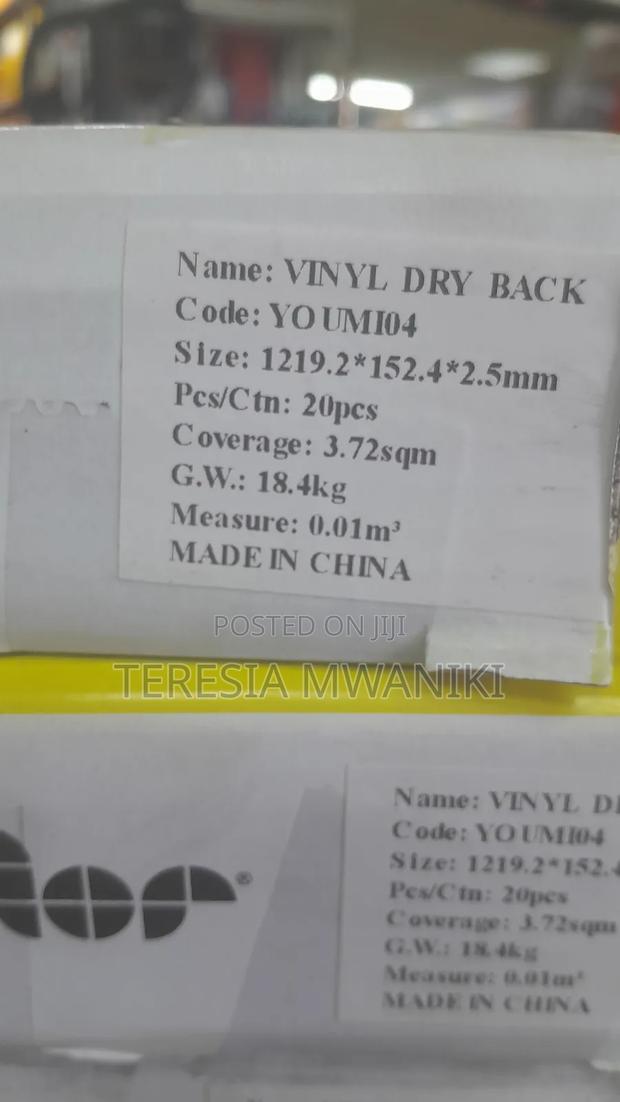 Name: VINYL DRY BACK
Code: YOUMI04
Size: 1219.2*152.4*2.5mm
Pcs/Ctn: 20pcs
Coverage: 3.72sqm
G.W.: 18.4kg
Measure: 0.01m³
MADE IN CHINA
POSTED ON JIJI
TERESIA MWANIKI
Name: VINYL
Code: YOUMI04
Size: 1219.2*152.4
Pcs/Ctn: 20pcs
Coverage: 3.72sqm
G.W.: 18.4kg
Measure: 0.01m³
MADE IN CHINA
®